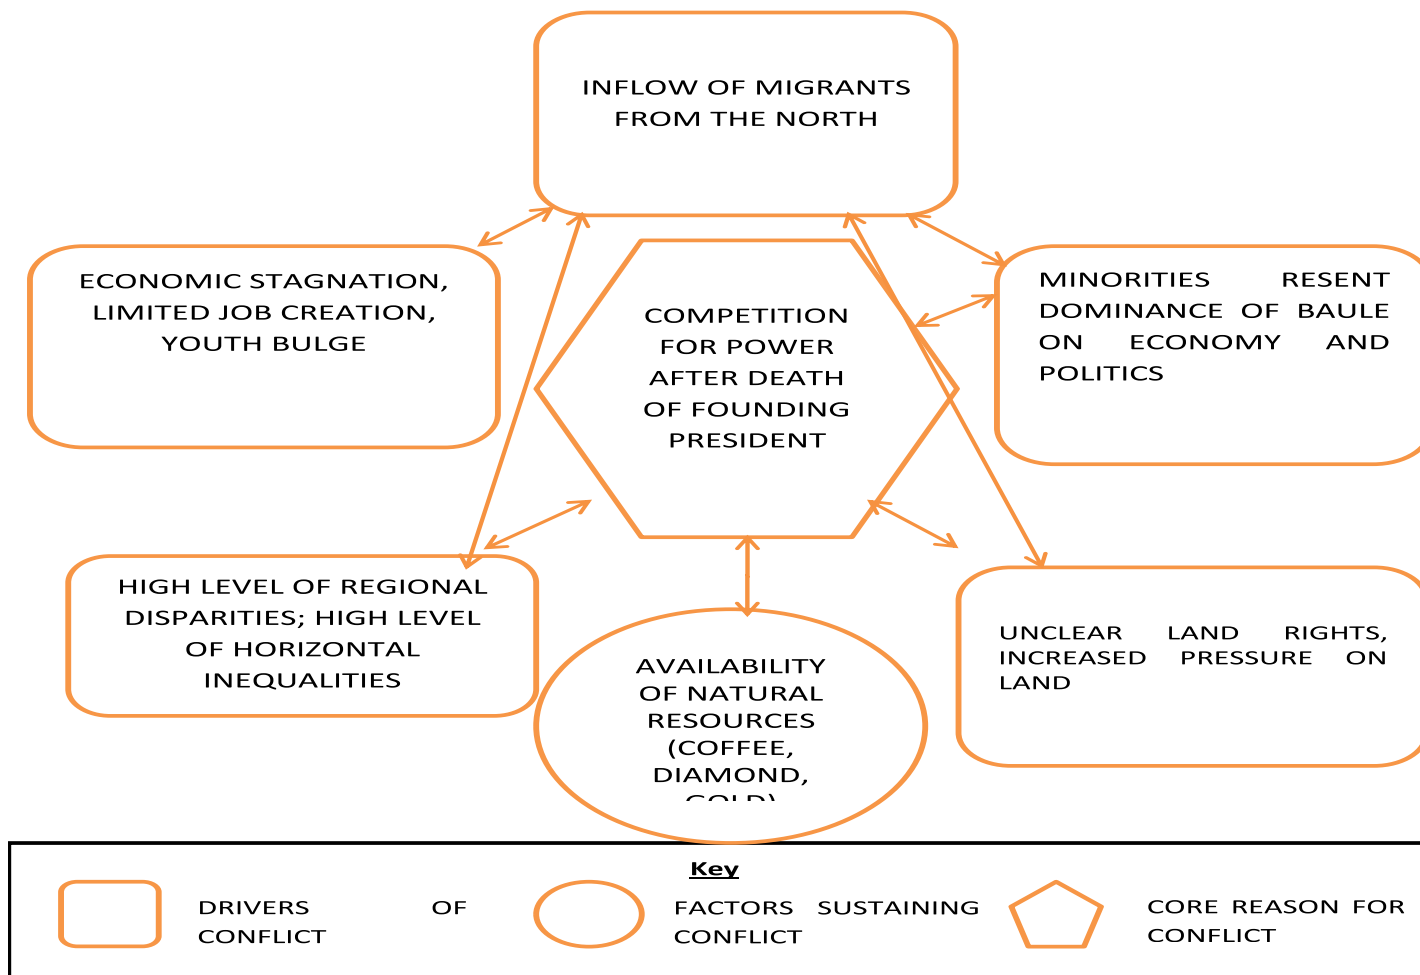 INFLOW OF MIGRANTS
FROM THE NORTH
ECONOMIC STAGNATION,
LIMITED JOB CREATION,
YOUTH BULGE
COMPETITION
FOR POWER
AFTER DEATH
OF FOUNDING
PRESIDENT
MINORITIES RESENT
DOMINANCE OF BAULE
ON ECONOMY AND
POLITICS
HIGH LEVEL OF REGIONAL
DISPARITIES; HIGH LEVEL
OF HORIZONTAL
INEQUALITIES
AVAILABILITY
OF NATURAL
RESOURCES
(COFFEE,
DIAMOND,
GOLD)
UNCLEAR LAND RIGHTS,
INCREASED PRESSURE ON
LAND
Key
DRIVERS OF
CONFLICT
FACTORS SUSTAINING
CONFLICT
CORE REASON FOR
CONFLICT